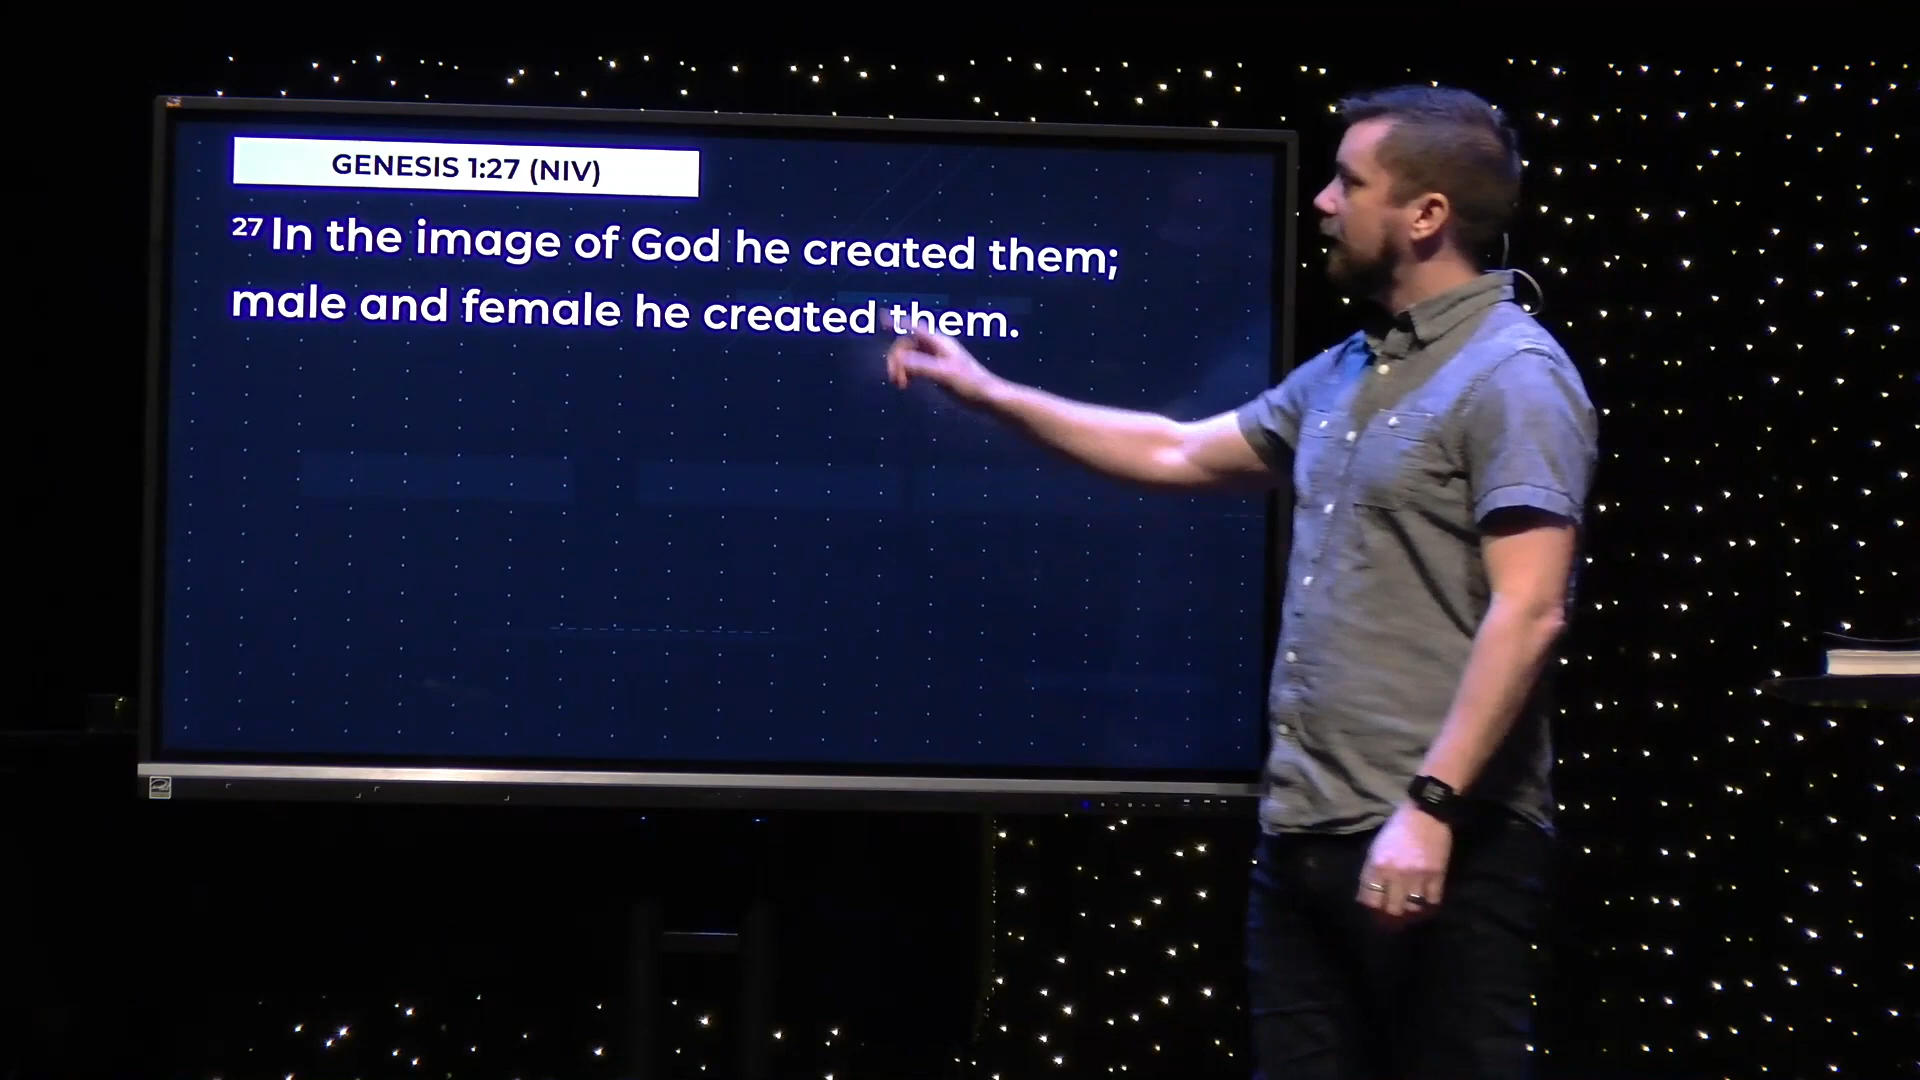 GENESIS 1:27 (NIV)
27 In the image of God he created them;
male and female he created them.